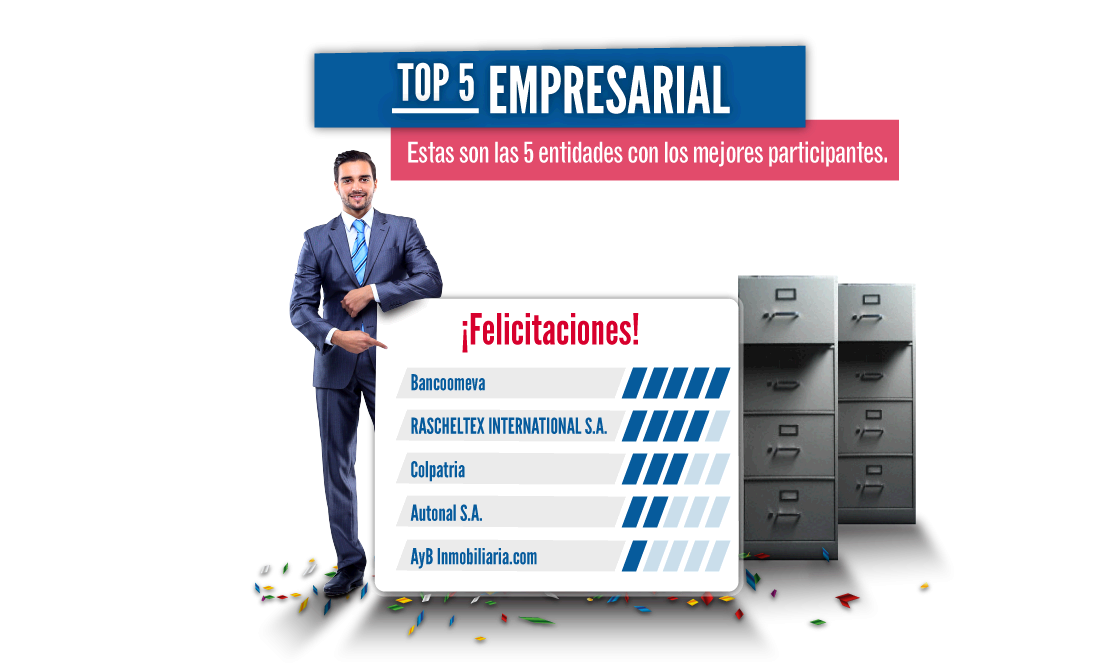 TOP 5 EMPRESARIAL
Estas son las 5 entidades con los mejores participantes.
¡Felicitaciones!
Bancoomeva
RASCHELTEX INTERNATIONAL S.A.
Colpatria
Autonal S.A.
AyB Inmobiliaria.com